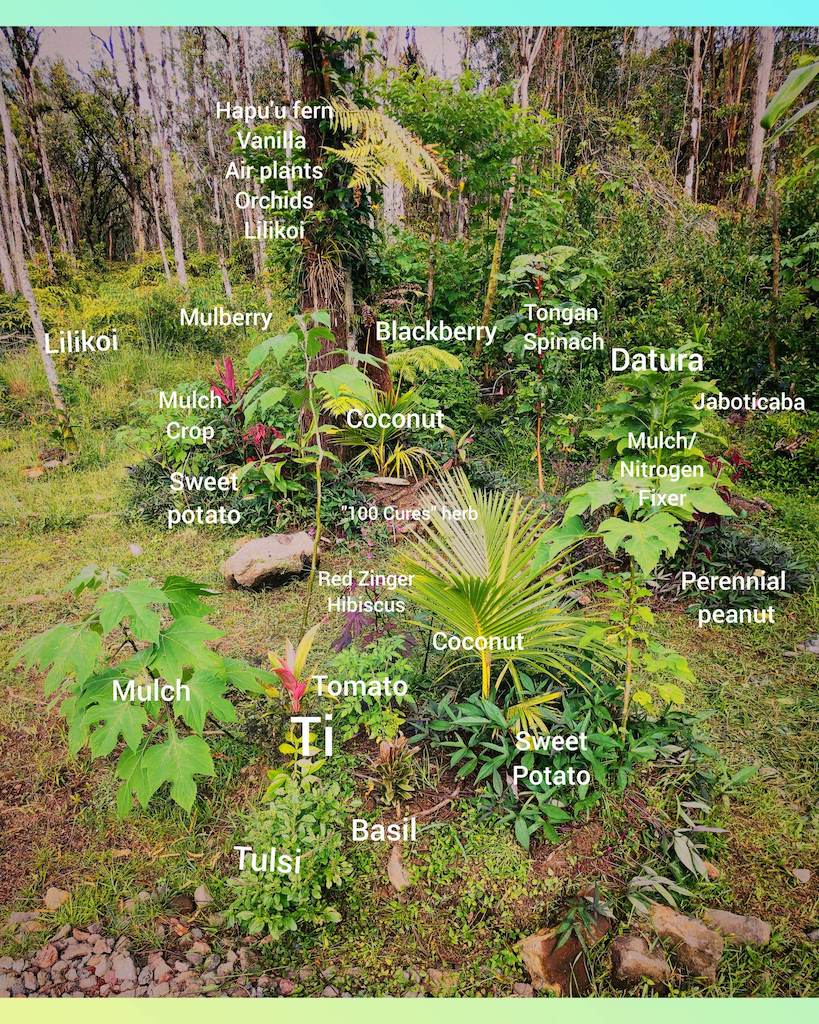 Hapu'u fern
Vanilla
Air plants
Orchids
Lilikoi
Mulberry
Lilikoi
Blackberry
Tongan
Spinach
Datura
Jaboticaba
Mulch
Crop
Coconut
Mulch/
Nitrogen
Fixer
Sweet
potato
"100 Cures" herb
Red Zinger
Hibiscus
Perennial
peanut
Coconut
Mulch
Tomato
Ti
Sweet
Potato
Basil
Tulsi